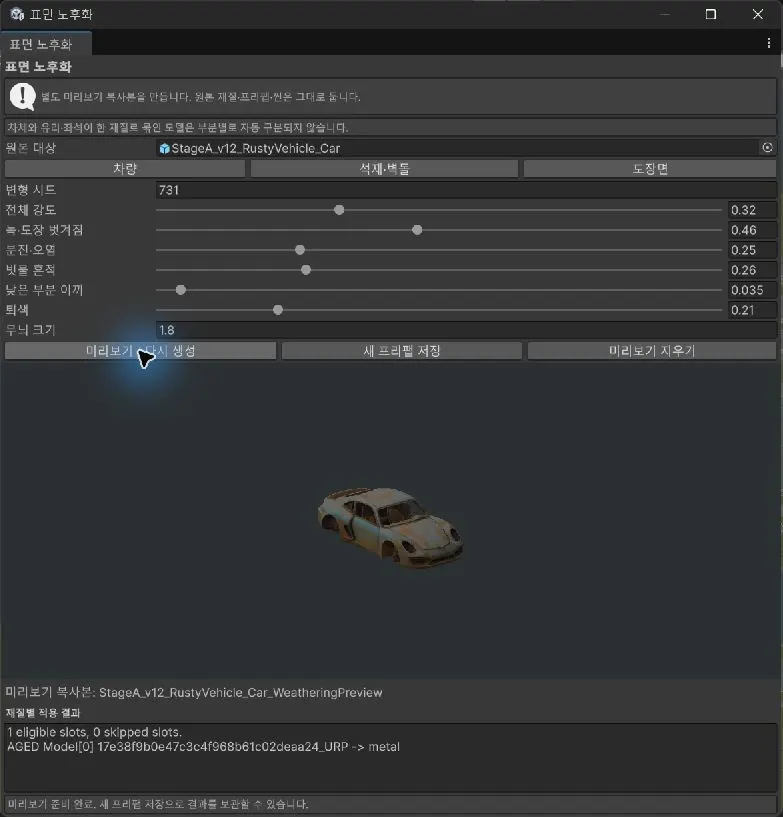 표면 노후화
표면 노후화
표면 노후화
별도 미리보기 복사본을 만듭니다. 원본 재질·프리팹·씬은 그대로 둡니다.
차체와 유리·좌석이 한 재질로 묶인 모델은 부분별로 자동 구분되지 않습니다.
원본 대상 StageA_v12_RustyVehicle_Car
차량 석재·벽돌 도장면
변형 시드 731
전체 강도 0.32
녹·도장 벗겨짐 0.46
분진·오염 0.25
빗물 흔적 0.26
낮은 부분 이끼 0.035
퇴색 0.21
무늬 크기 1.8
미리보기 다시 생성 새 프리팹 저장 미리보기 지우기
미리보기 복사본: StageA_v12_RustyVehicle_Car_WeatheringPreview
재질별 적용 결과
1 eligible slots, 0 skipped slots.
AGED Model[0] 17e38f9b0e47c3c4f968b61c02deaa24_URP -> metal
미리보기 준비 완료. 새 프리팹 저장으로 결과를 보관할 수 있습니다.